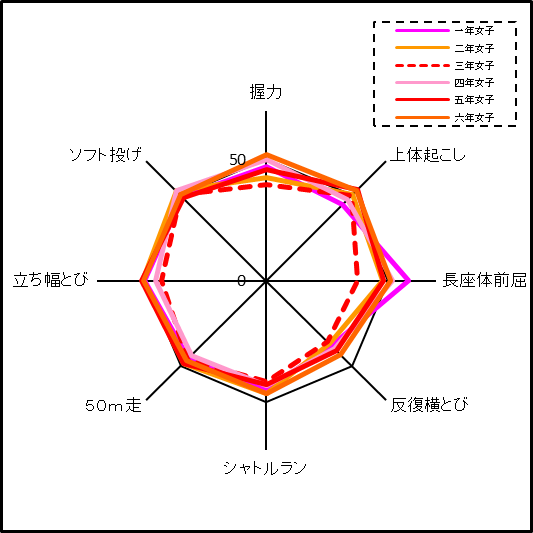 一年女子
二年女子
三年女子
四年女子
五年女子
六年女子
握力
ソフト投げ
50
上体起こし
立ち幅とび
0
長座体前屈
50m走
反復横とび
シャトルラン